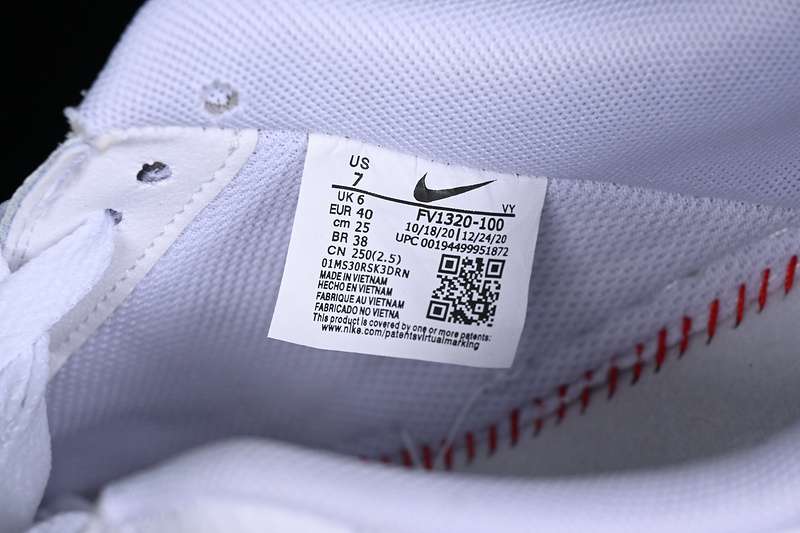 US
7
VY
UK 6
FV1320-100
EUR 40
10/18/20 | 12/24/20
cm 25
UPC 00194499951872
BR 38
CN 250(2.5)
01MS30RSK3DRN
MADE IN VIETNAM
HECHO EN VIETNAM
FABRIQUE AU VIETNAM
FABRICADO NO VIETNA
This product is covered by one or more patents:
www.nike.com/patentsvirtualmarking